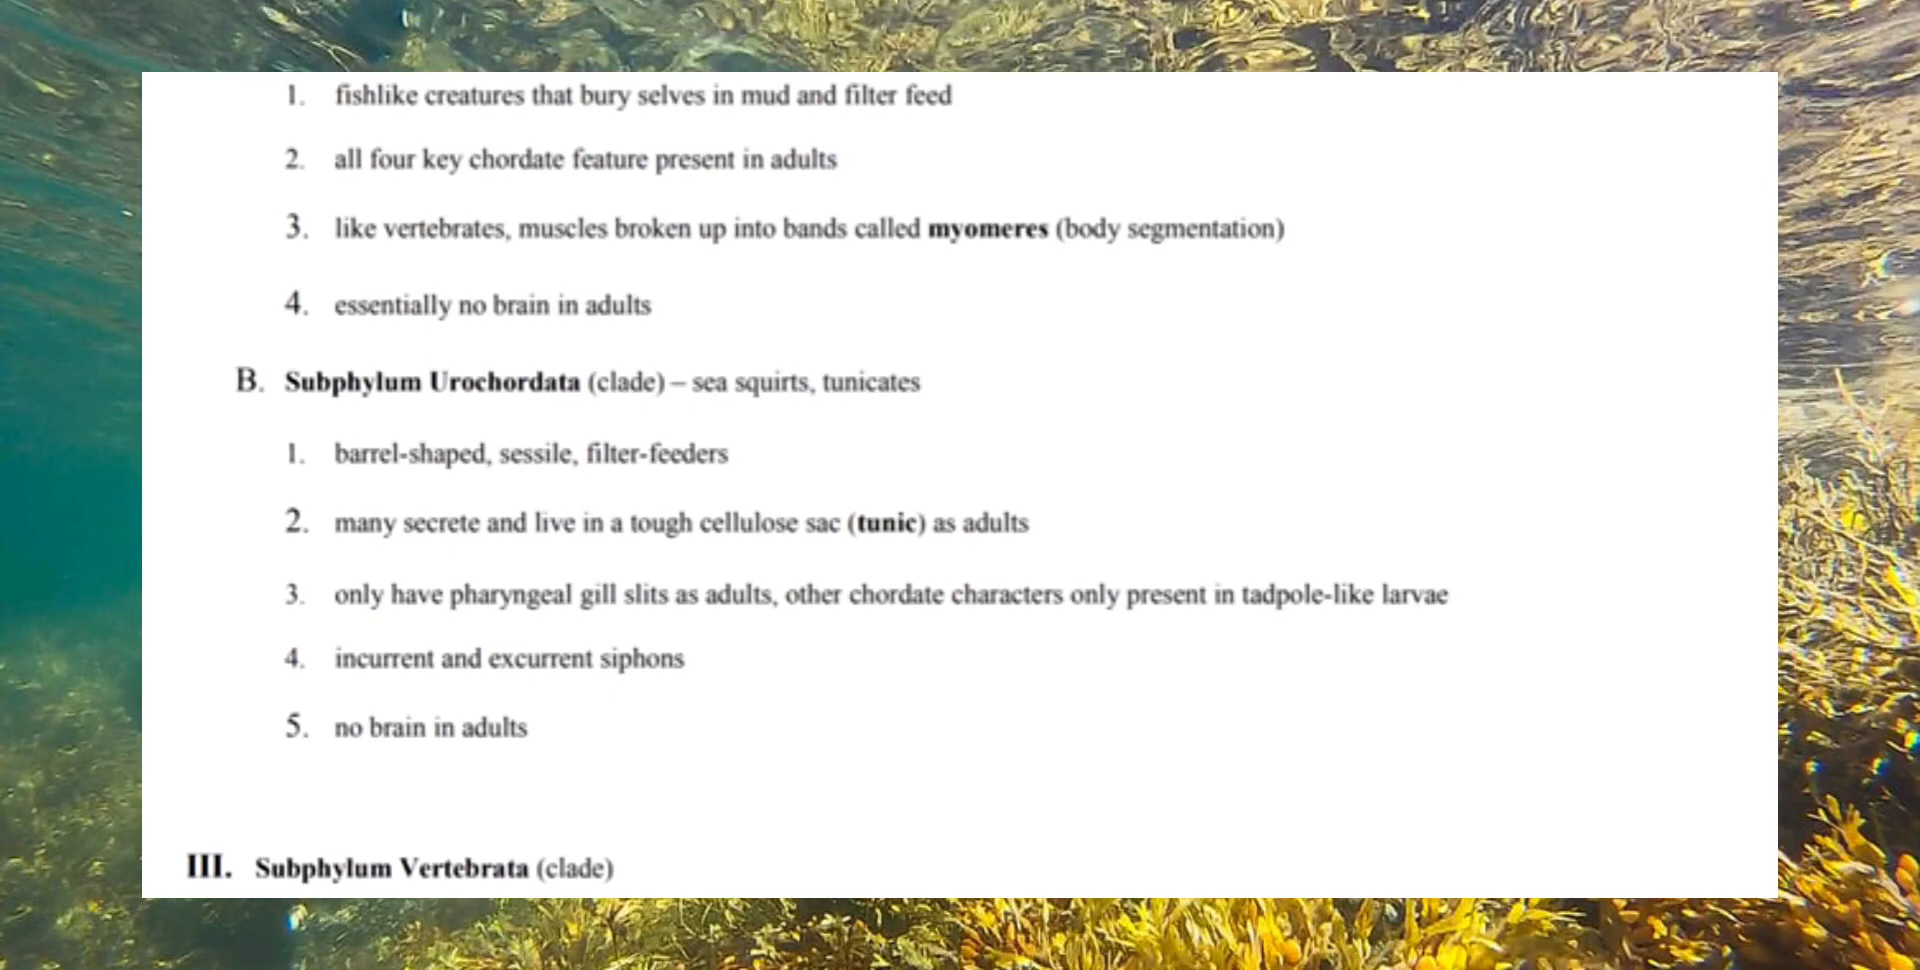 1. fishlike creatures that bury selves in mud and filter feed
2. all four key chordate feature present in adults
3. like vertebrates, muscles broken up into bands called myomeres (body segmentation)
4. essentially no brain in adults
B. Subphylum Urochordata (clade) – sea squirts, tunicates
1. barrel-shaped, sessile, filter-feeders
2. many secrete and live in a tough cellulose sac (tunic) as adults
3. only have pharyngeal gill slits as adults, other chordate characters only present in tadpole-like larvae
4. incurrent and excurrent siphons
5. no brain in adults
III. Subphylum Vertebrata (clade)